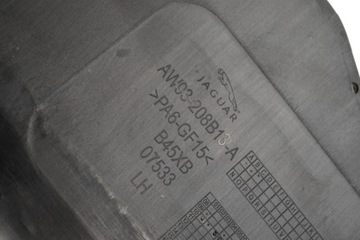 JAGUAR
AW93-208B13-A
>PA6-GF15<
B45XB
07533
LH